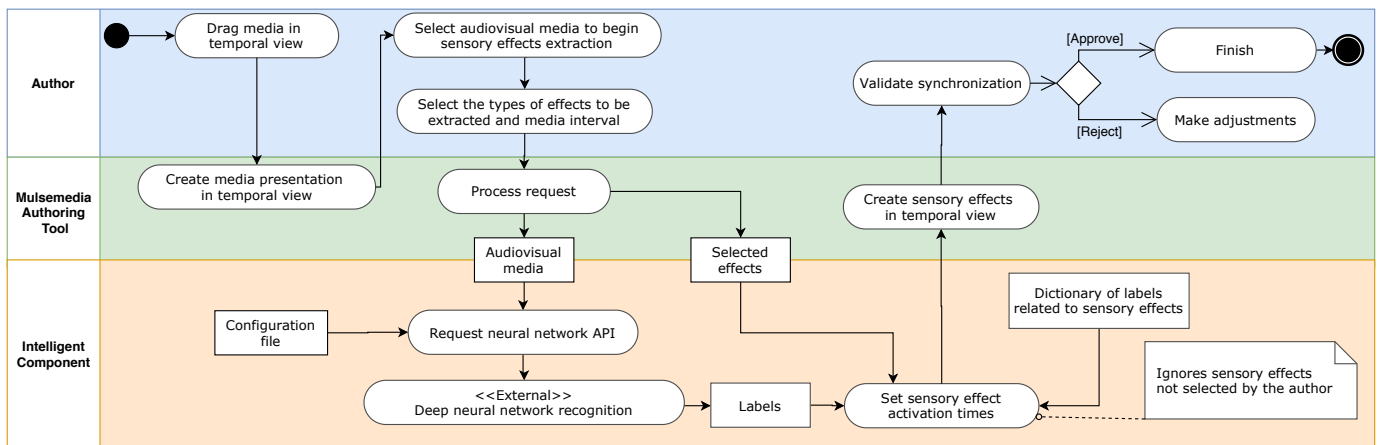 Author
Drag media in
temporal view
Select audiovisual media to begin
sensory effects extraction
Select the types of effects to be
extracted and media interval
Validate synchronization
[Approve]
Finish
[Reject]
Make adjustments
Mulsemedia
Authoring
Tool
Create media presentation
in temporal view
Process request
Create sensory effects
in temporal view
Audiovisual
media
Selected
effects
Intelligent
Component
Configuration
file
Request neural network API
Dictionary of labels
related to sensory effects
<<External>>
Deep neural network recognition
Labels
Set sensory effect
activation times
Ignores sensory effects
not selected by the author